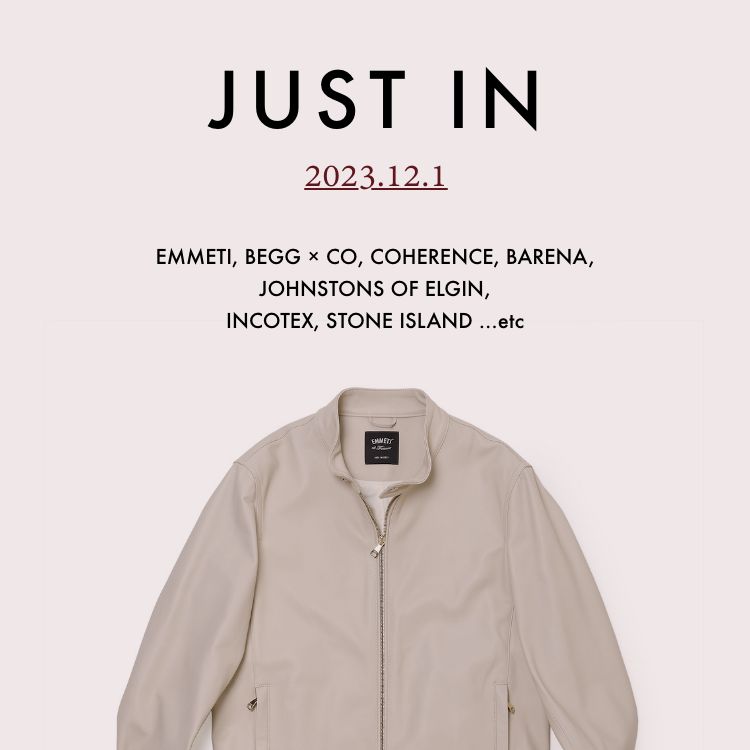 JUST IN
2023.12.1
EMMETI, BEGG × CO, COHERENCE, BARENA,
JOHNSTONS OF ELGIN,
INCOTEX, STONE ISLAND ...etc
EMMETI